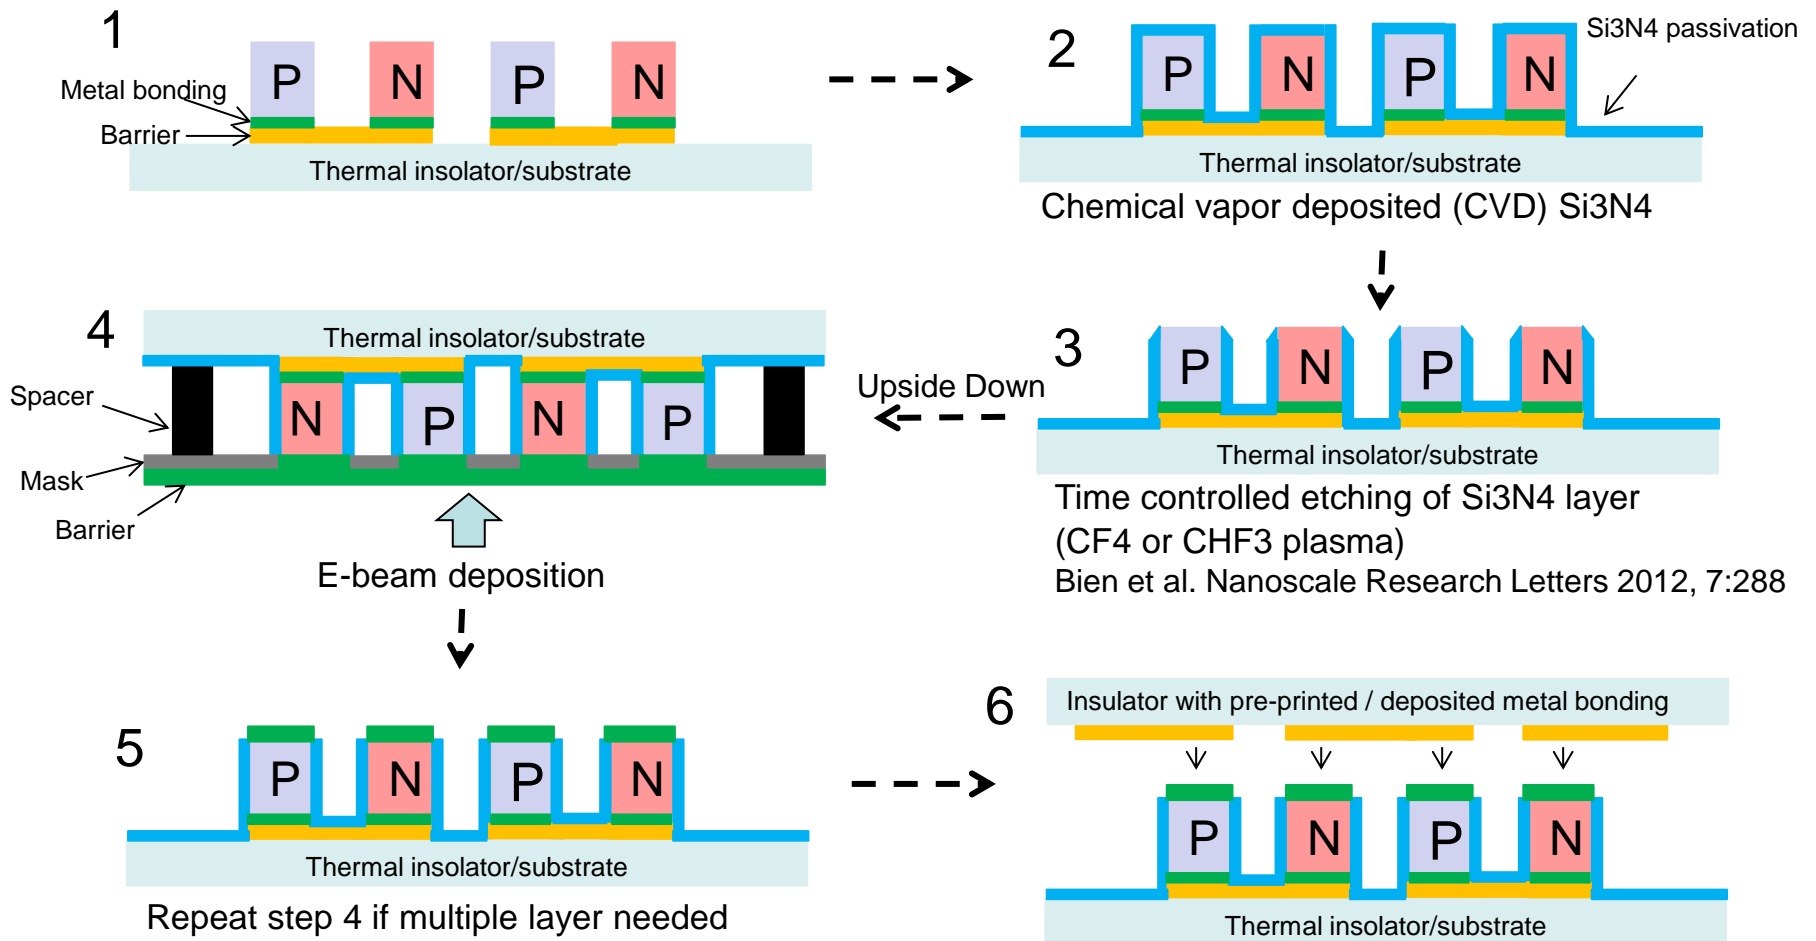 1
P N P N
Metal bonding
Barrier
Thermal insolator/substrate
2
Si3N4 passivation
P N P N
Thermal insolator/substrate
Chemical vapor deposited (CVD) Si3N4
3
P N P N
Thermal insolator/substrate
Time controlled etching of Si3N4 layer
(CF4 or CHF3 plasma)
Bien et al. Nanoscale Research Letters 2012, 7:288
Upside Down
4
Thermal insolator/substrate
Spacer
N P N P
Mask
Barrier
E-beam deposition
5
P N P N
Thermal insolator/substrate
Repeat step 4 if multiple layer needed
6
Insulator with pre-printed / deposited metal bonding
P N P N
Thermal insolator/substrate